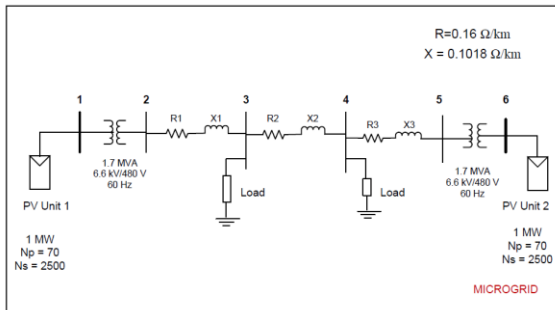 R=0.16 Ω/km
X = 0.1018 Ω/km
1 2 3 4 5 6
R1 X1 R2 X2 R3 X3
1.7 MVA
6.6 kV/480 V
60 Hz
Load
Load
1.7 MVA
6.6 kV/480 V
60 Hz
PV Unit 1
PV Unit 2
1 MW
Np = 70
Ns = 2500
1 MW
Np = 70
Ns = 2500
MICROGRID